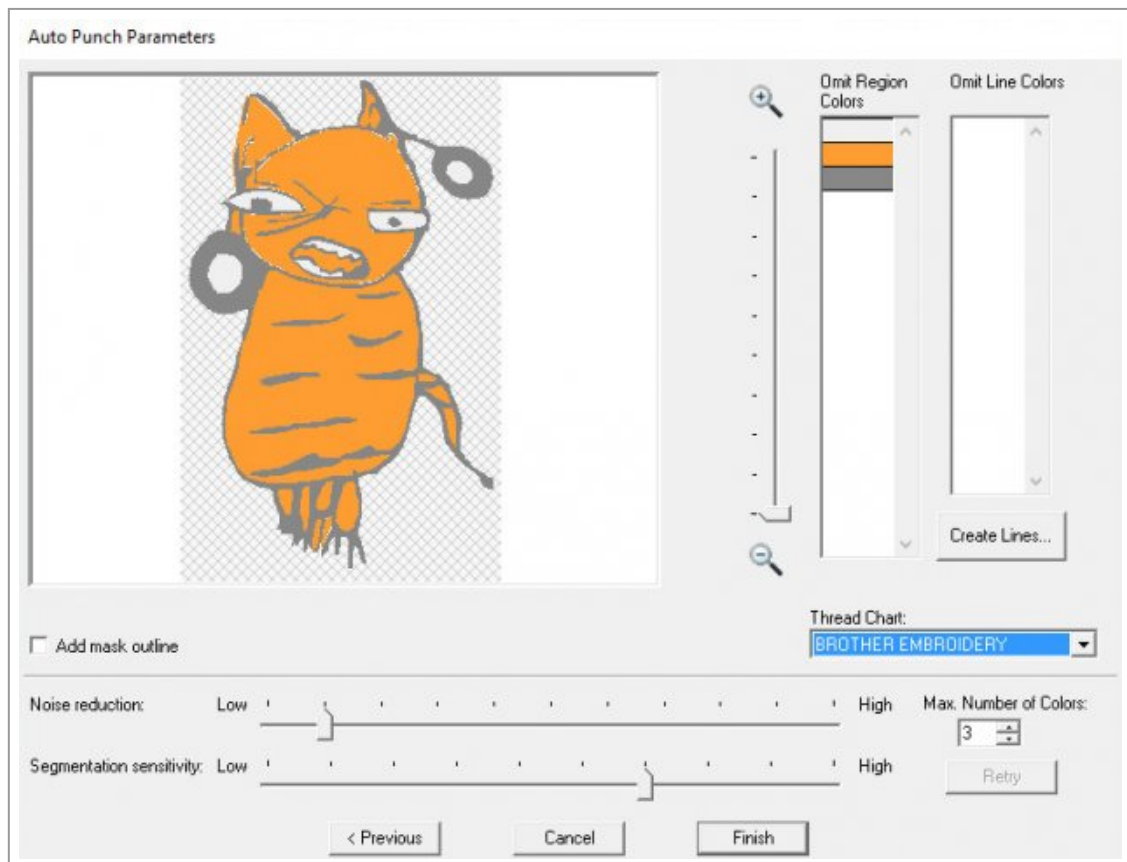 Auto Punch Parameters
Omit Region
Colors
Omit Line Colors
Create Lines...
Thread Chart:
BROTHER EMBROIDERY
Add mask outline
Noise reduction: Low High
Max. Number of Colors:
3
Segmentation sensitivity: Low High
Retry
< Previous Cancel Finish